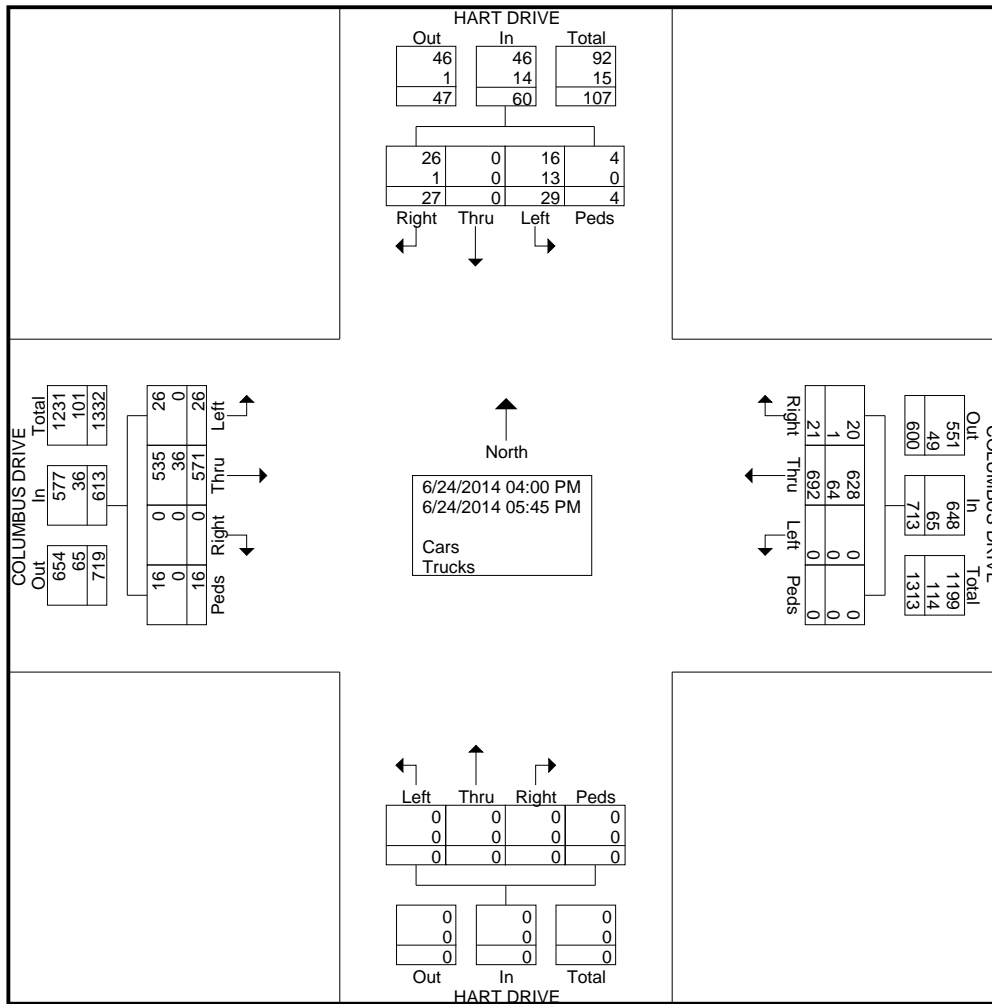 HART DRIVE
Out In Total
46 46 92
1 14 15
47 60 107
26 0 16 4
1 0 13 0
27 0 29 4
Right Thru Left Peds
COLUMBUS DRIVE
Out In Total
654 577 1231
65 36 101
719 613 1332
Peds Right Thru Left
16 0 535 26
0 0 36 0
16 0 571 26
North
6/24/2014 04:00 PM
6/24/2014 05:45 PM
Cars
Trucks
Right Thru Left Peds
20 628 0 0
1 64 0 0
21 692 0 0
COLUMBUS DRIVE
Out In Total
551 648 1199
49 65 114
600 713 1313
Left Thru Right Peds
0 0 0 0
0 0 0 0
0 0 0 0
0 0 0
0 0 0
0 0 0
Out In Total
HART DRIVE